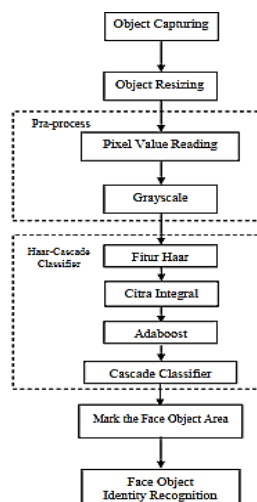 Object Capturing
Object Resizing
Pra-process
Pixel Value Reading
Grayscale
Haar-Cascade
Classifier
Fitur Haar
Citra Integral
Adaboost
Cascade Classifier
Mark the Face Object Area
Face Object
Identity Recognition